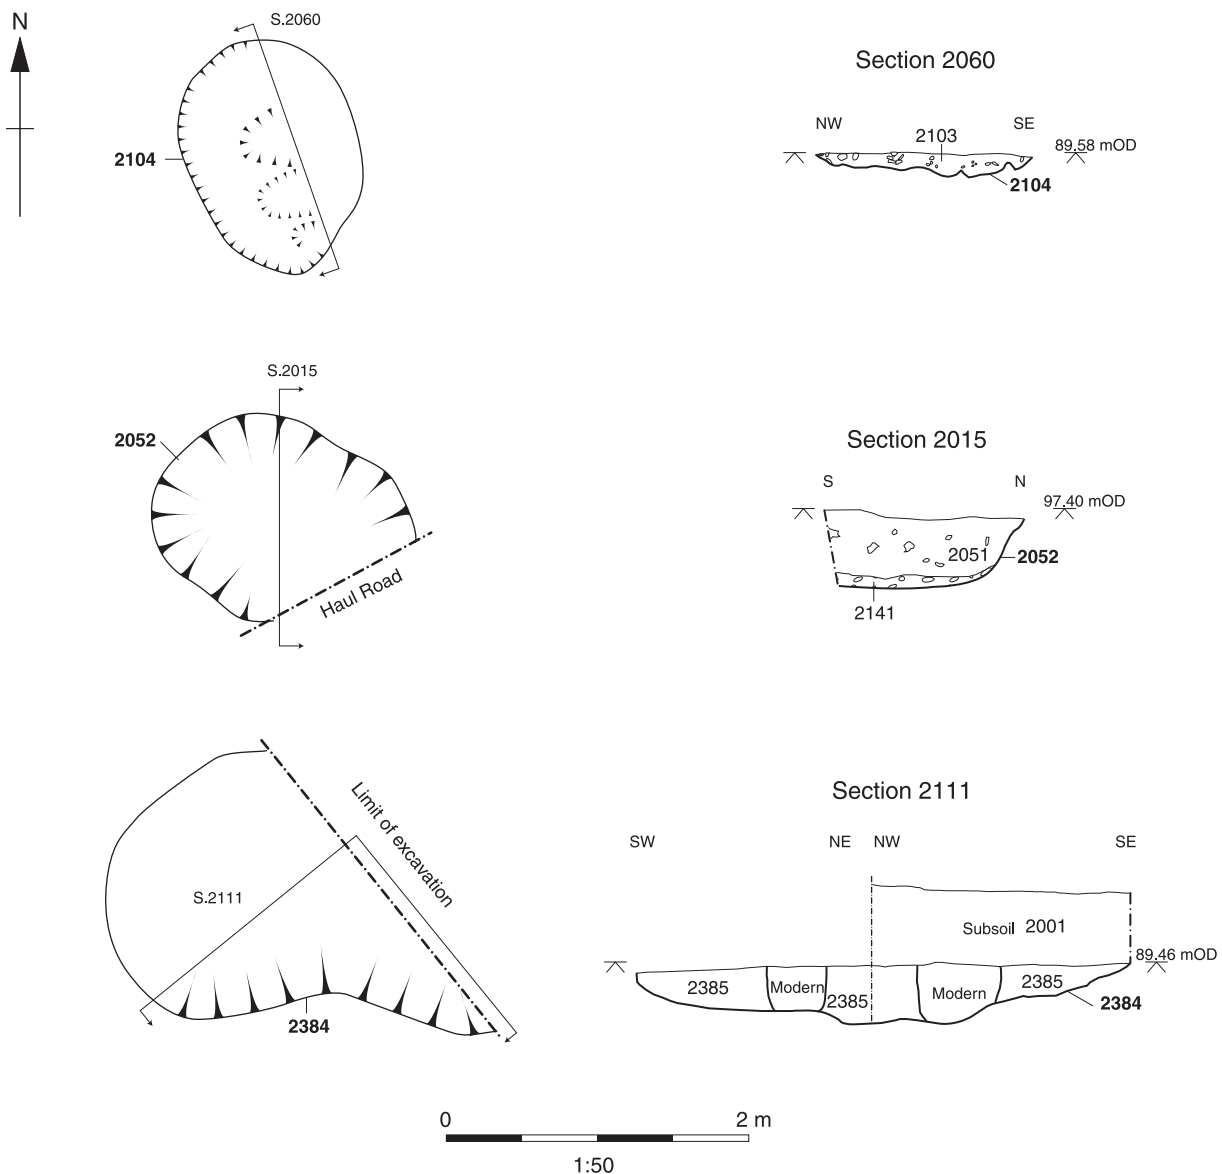 N
S.2060
2104
Section 2060
NW
2103
SE
89.58 mOD
2104
S.2015
2052
Haul Road
Section 2015
S
N
97.40 mOD
2051
2052
2141
Limit of excavation
S.2111
2384
Section 2111
SW
NE
NW
SE
Subsoil 2001
89.46 mOD
2385
Modern
2385
Modern
2385
2384
0
2 m
1:50